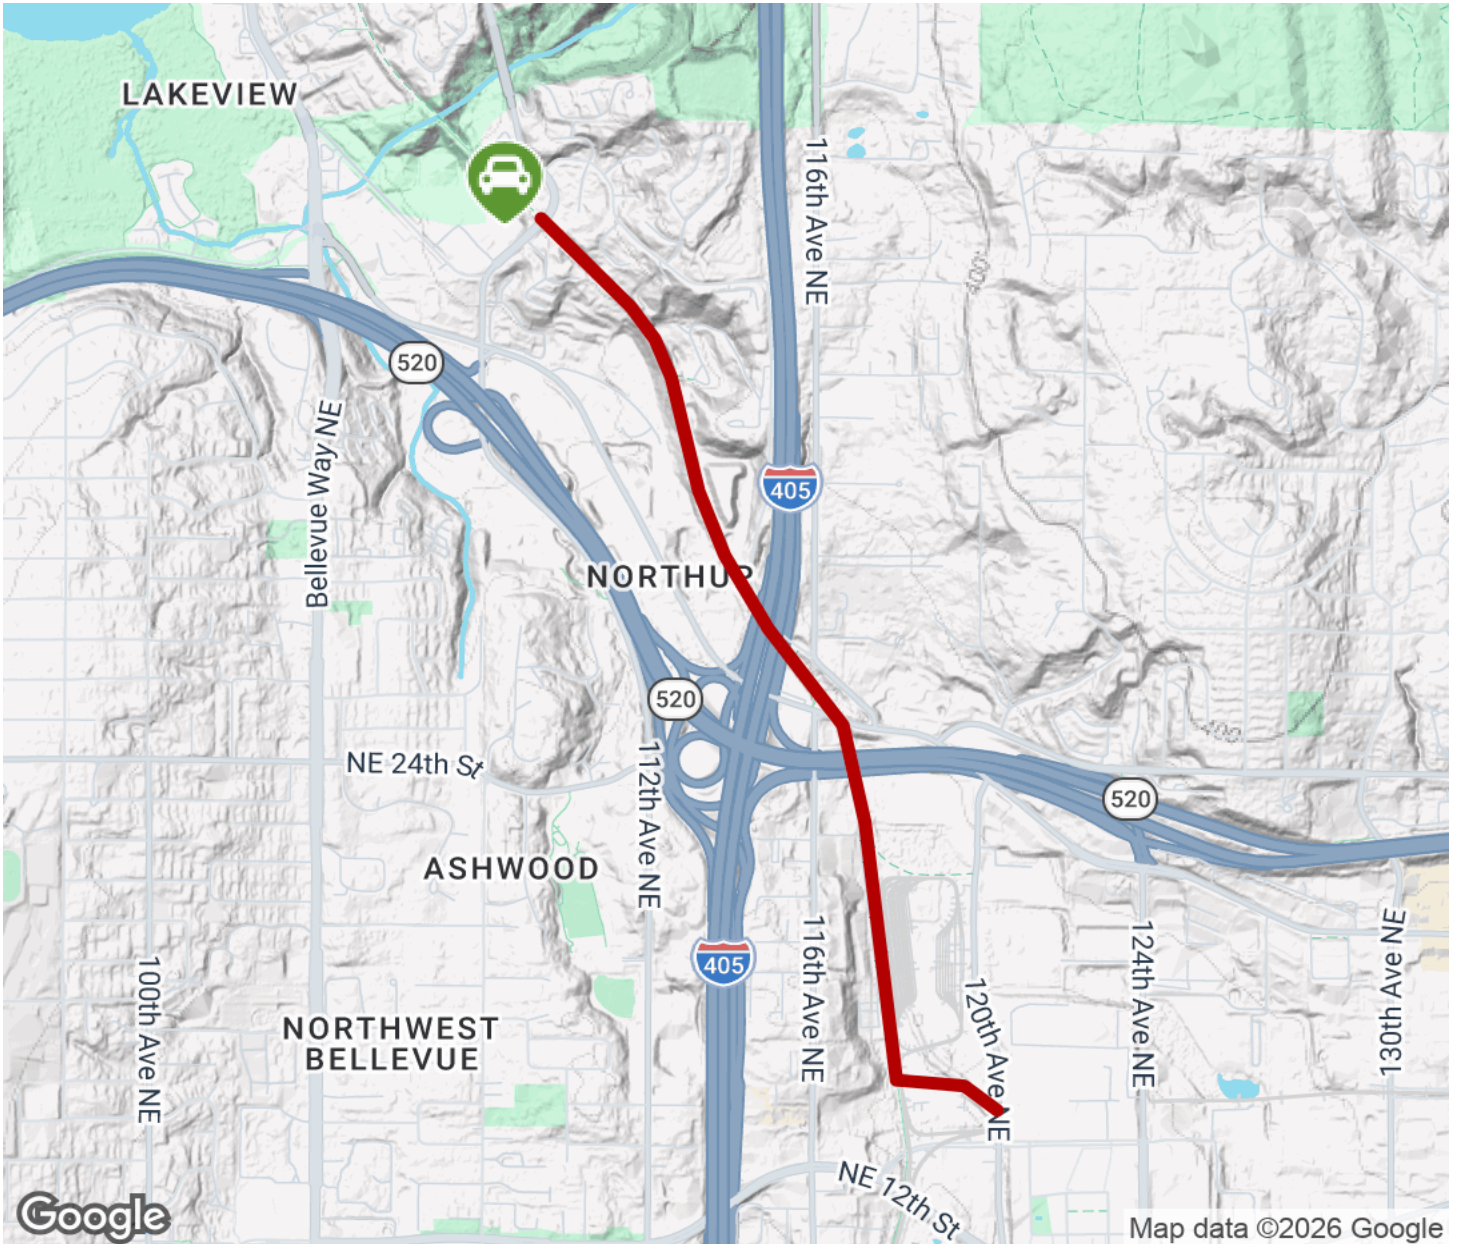 LAKEVIEW
116th Ave NE
520
Bellevue Way NE
405
NORTHUP
520
NE 24th St
112th Ave NE
520
ASHWOOD
405
116th Ave NE
120th Ave NE
124th Ave NE
130th Ave NE
100th Ave NE
NORTHWEST
BELLEVUE
NE 12th St
Google
Map data ©2026 Google